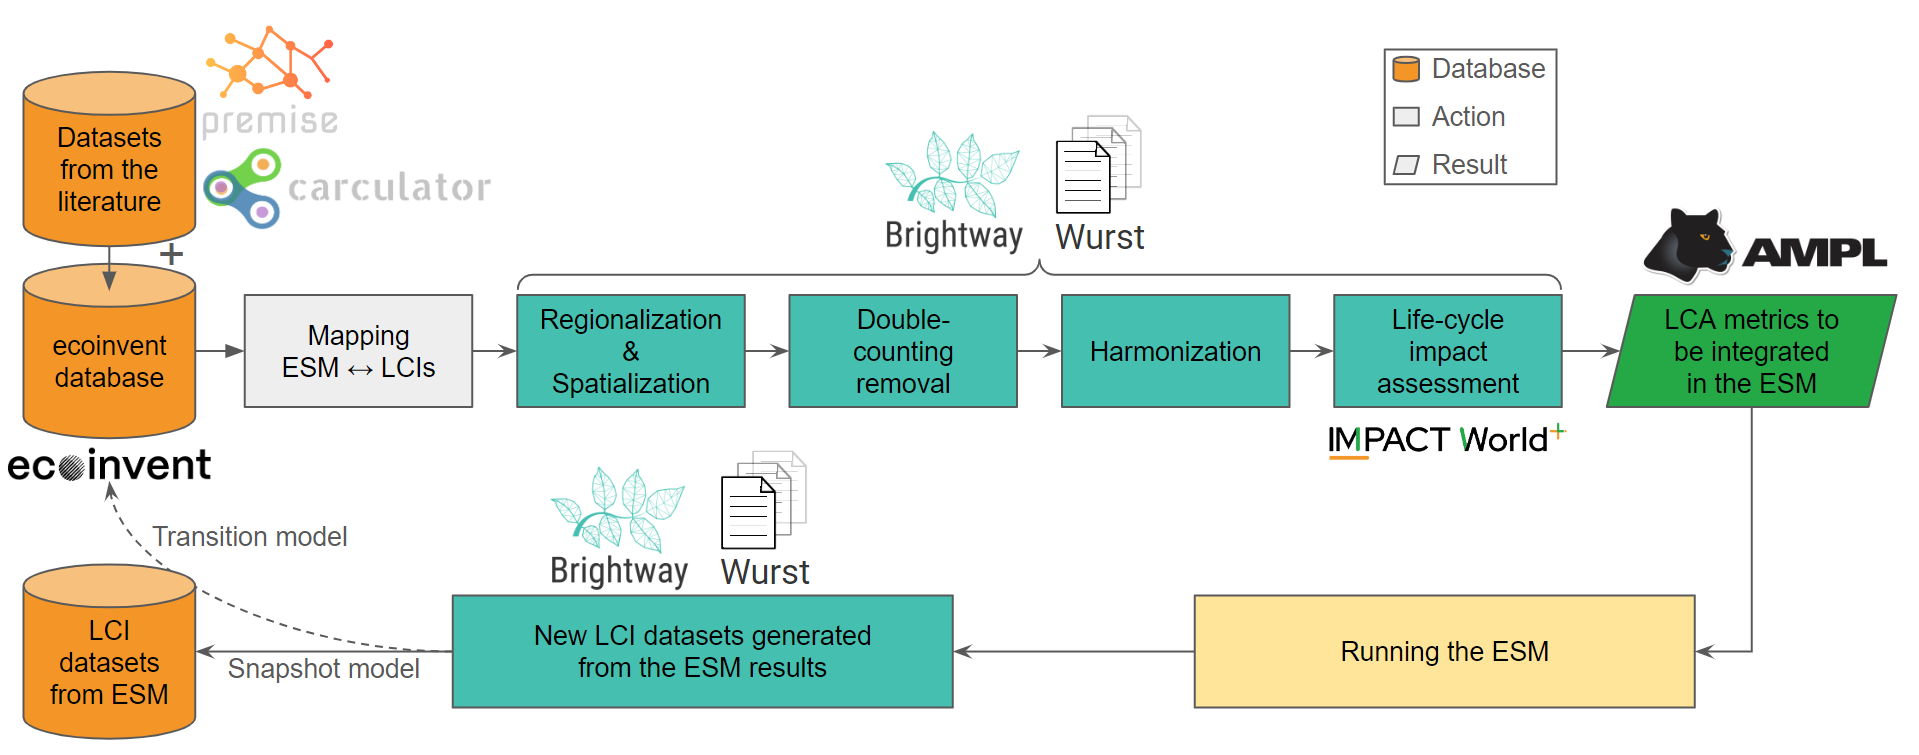 premise
carculator
Datasets
from the
literature
+
ecoinvent
database
ecoinvent
Mapping
ESM ↔ LCIs
Regionalization
&
Spatialization
Double-
counting
removal
Harmonization
Life-cycle
impact
assessment
Brightway
Wurst
IMPACT World+
Database
Action
Result
AMPL
LCA metrics to
be integrated
in the ESM
Running the ESM
Brightway
Wurst
New LCI datasets generated
from the ESM results
Transition model
Snapshot model
LCI
datasets
from ESM